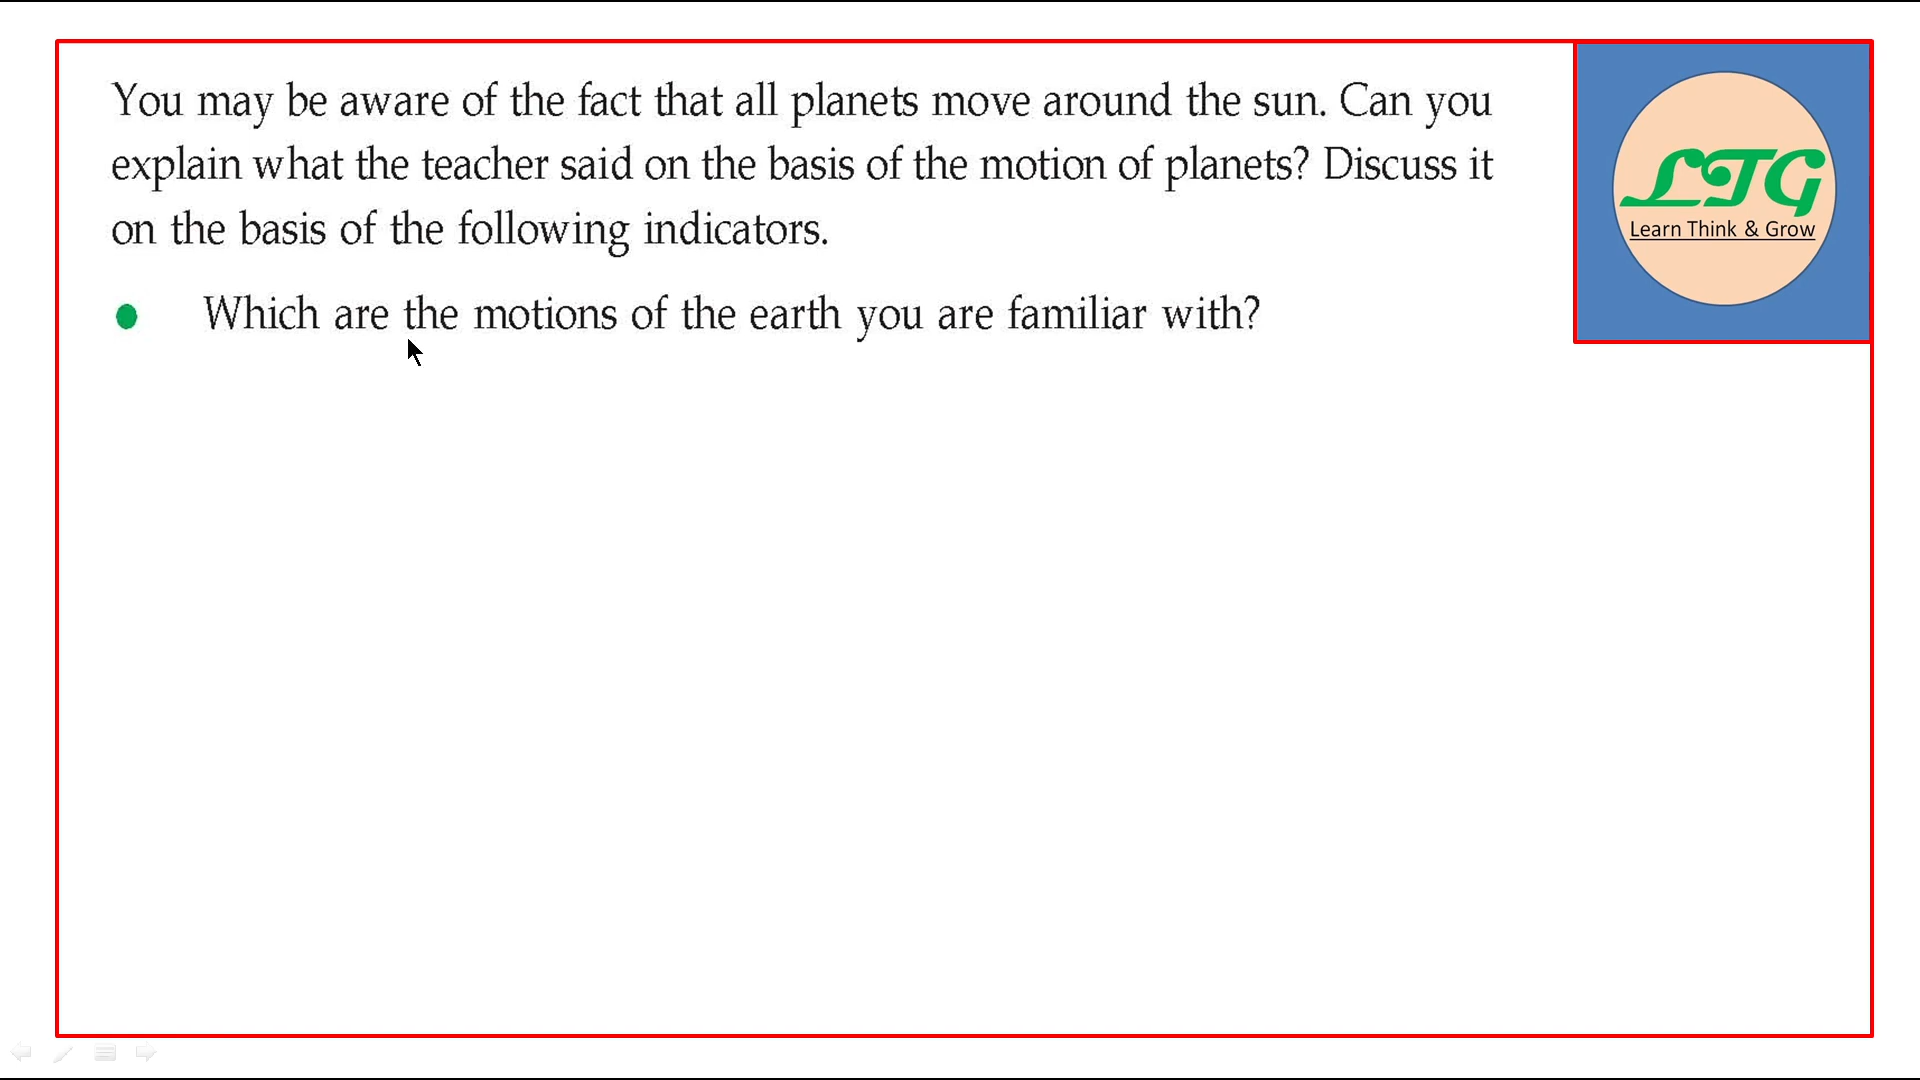 You may be aware of the fact that all planets move around the sun. Can you
explain what the teacher said on the basis of the motion of planets? Discuss it
on the basis of the following indicators.
Which are the motions of the earth you are familiar with?
LTG
Learn Think & Grow